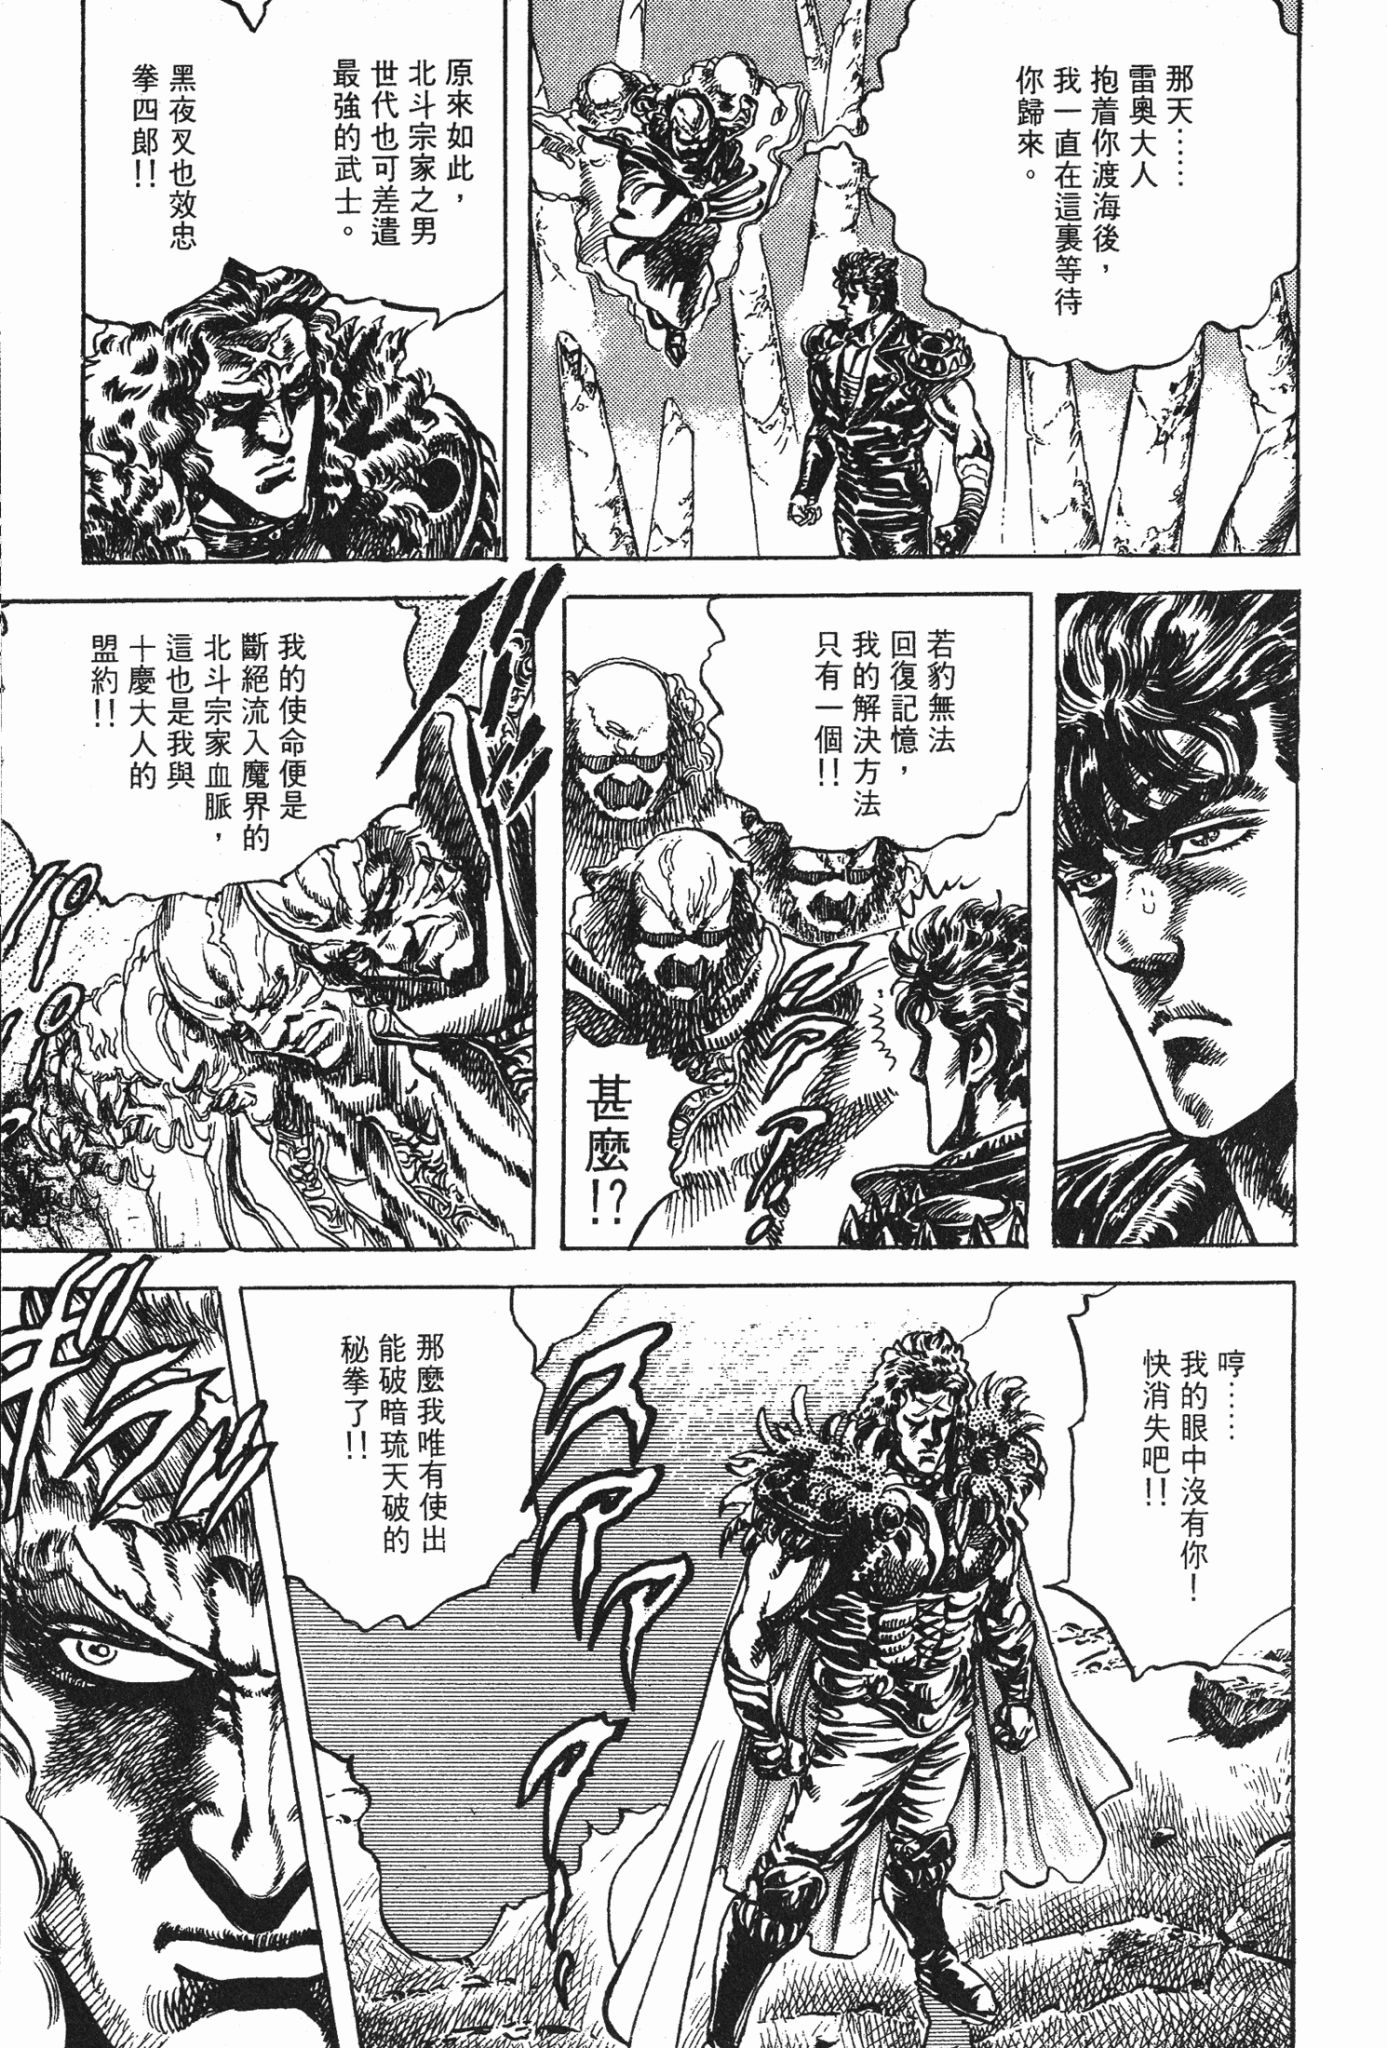 那天……
雷奧大人
抱着你渡海後，
我一直在這裏等待
你歸來。
原來如此，
北斗宗家之男
世代也可差遣
最強的武士。
黑夜叉也效忠
拳四郎!!
若豹無法
回復記憶，
我的解決方法
只有一個!!
甚麼!?
我的使命便是
斷絕流入魔界的
北斗宗家血脈，
這也是我與
十慶大人的
盟約!!
哼……
我的眼中沒有你！
快消失吧!!
那麼我唯有使出
能破暗琉天破的
秘拳了!!